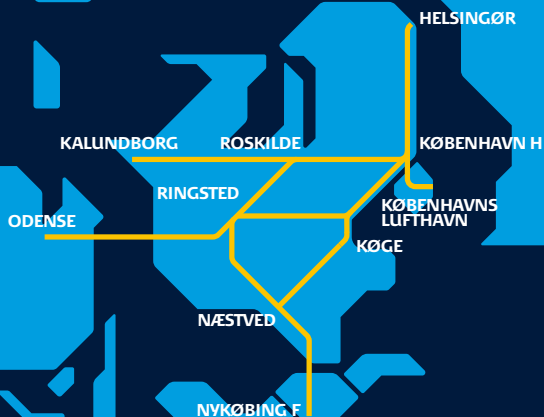 HELSINGØR
KALUNDBORG
ROSKILDE
KØBENHAVN H
RINGSTED
KØBENHAVNS
LUFTHAVN
ODENSE
KØGE
NÆSTVED
NYKØBING F